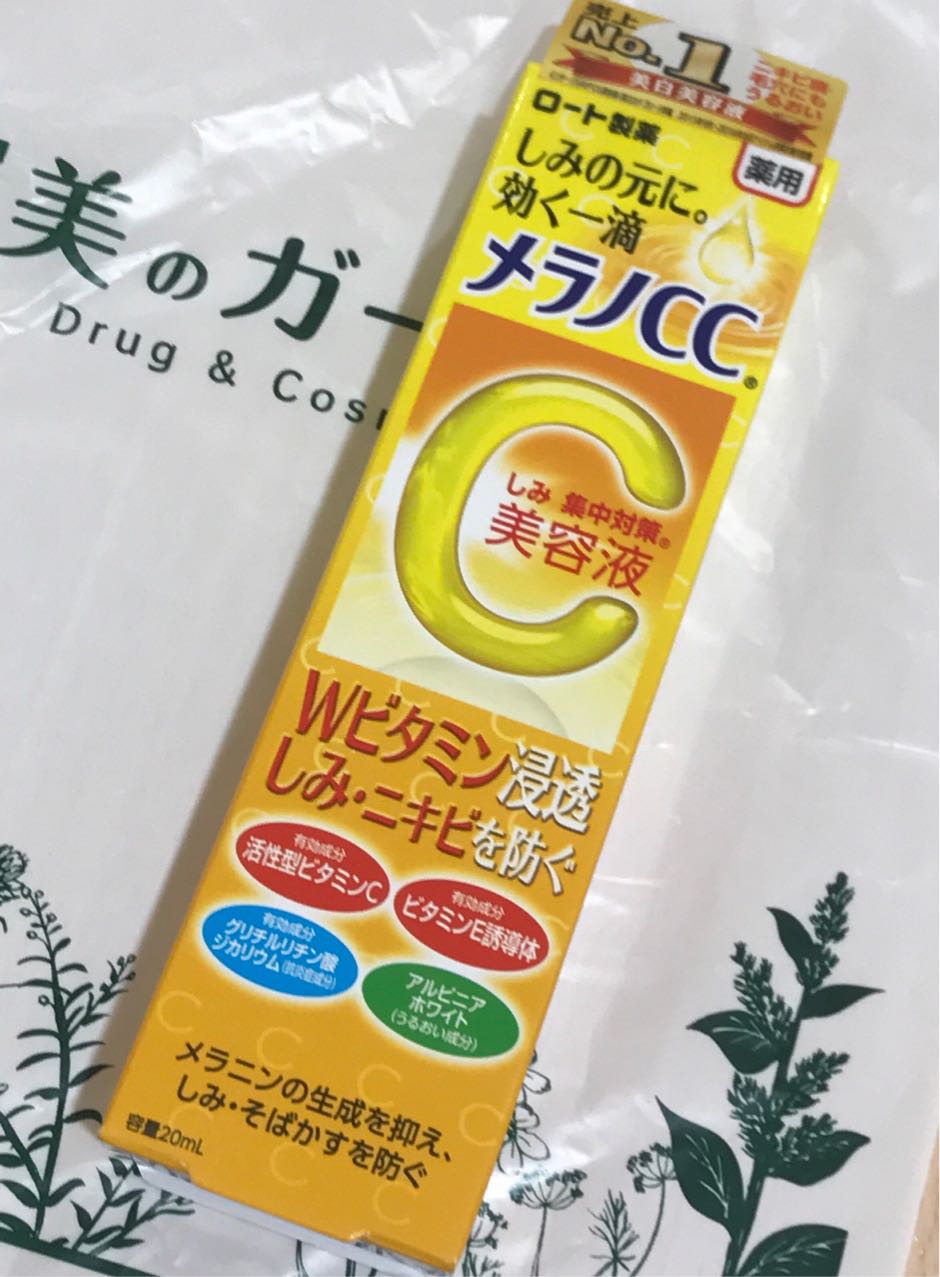 美のガー
Drug & Cos
売上
No.1
美白美容液
ニキビ跡
毛穴にも
うるおい
ロート製薬
薬用
しみの元に。
効く一滴
メラノCC®
しみ 集中対策®
美容液
C
Wビタミン浸透
しみ・ニキビを防ぐ
有効成分
活性型ビタミンC
有効成分
ビタミンE誘導体
有効成分
グリチルリチン酸
ジカリウム(抗炎症成分)
アルピニア
ホワイト
(うるおい成分)
メラニンの生成を抑え、
しみ・そばかすを防ぐ
容量20mL